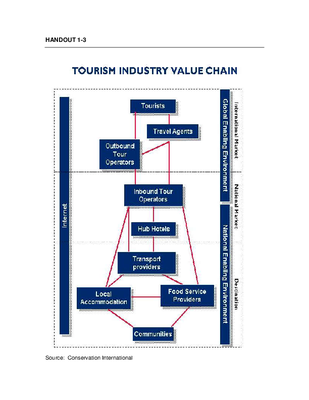 HANDOUT 1-3
TOURISM INDUSTRY VALUE CHAIN
Tourists
Travel Agents
Outbound
Tour
Operators
Inbound Tour
Operators
Hub Hotels
Transport
providers
Local
Accommodation
Food Service
Providers
Communities
Internet
Global Enabling Environment
National Enabling Environment
International Market
National Market
Destination
Source: Conservation International